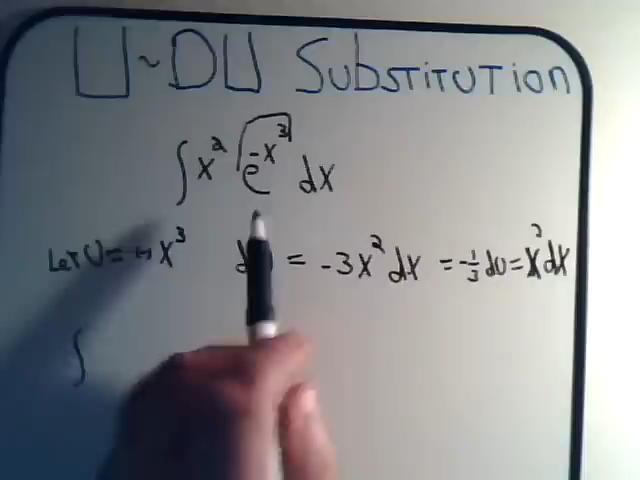 U~DU Substitution
∫ x² e^-x³ dx
Let U = -x³ d = -3x² dx = -1/3 du = x² dx
∫